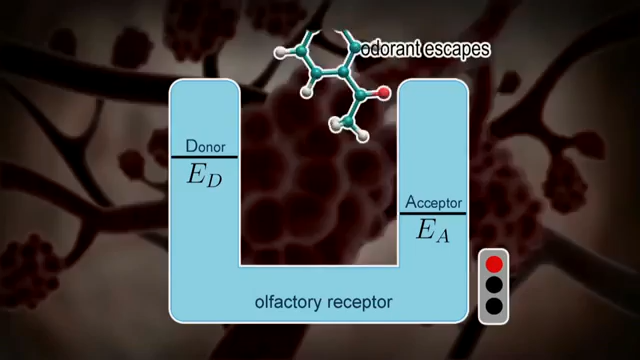 odorant escapes
Donor
E_D
Acceptor
E_A
olfactory receptor